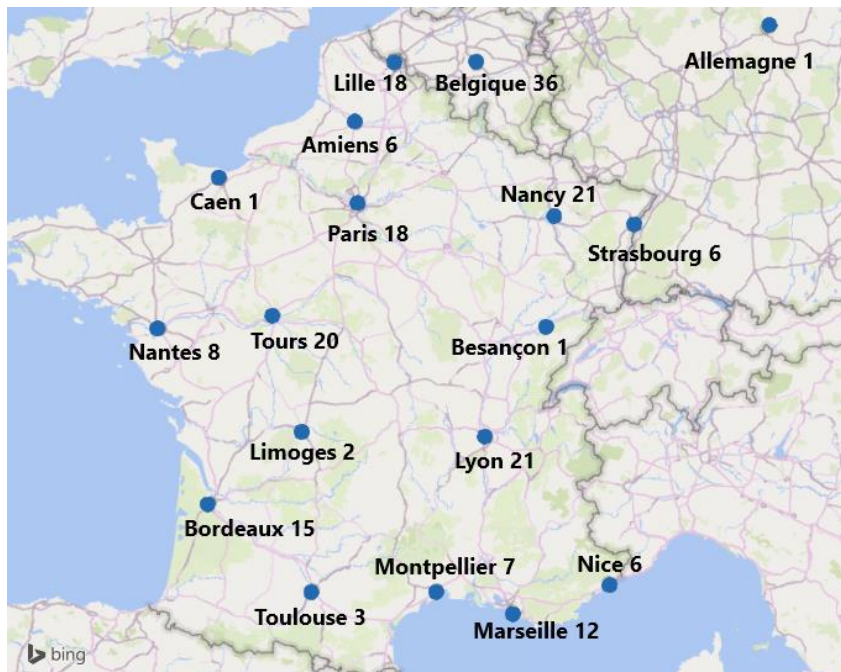 Allemagne 1
Lille 18
Belgique 36
Amiens 6
Caen 1
Nancy 21
Paris 18
Strasbourg 6
Nantes 8
Tours 20
Besançon 1
Limoges 2
Lyon 21
Bordeaux 15
Montpellier 7
Nice 6
Toulouse 3
Marseille 12
bing